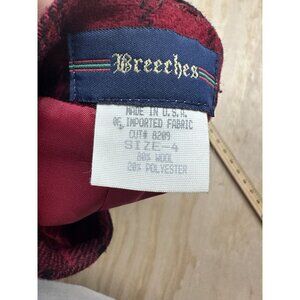 Breeches
MADE IN U.S.A.
OF IMPORTED FABRIC
CUT# 8209
SIZE-4
80% WOOL
20% POLYESTER